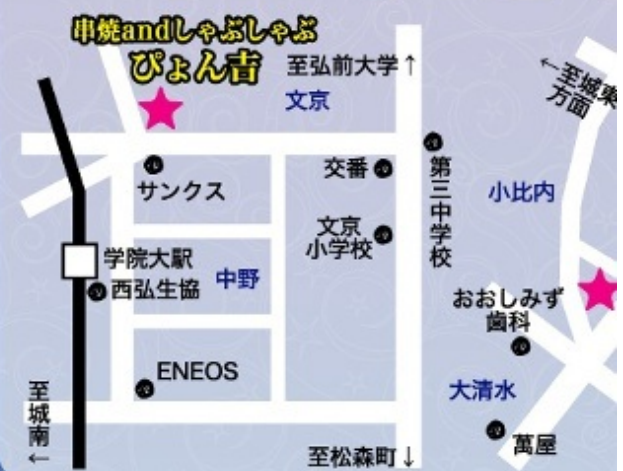 串焼andしゃぶしゃぶ
ぴょん吉
至弘前大学↑
文京
←至城東
方面
サンクス
交番
第三中学校
小比内
文京
小学校
学院大駅
西弘生協
中野
おおしみず
歯科
ENEOS
大清水
至城南←
萬屋
至松森町↓